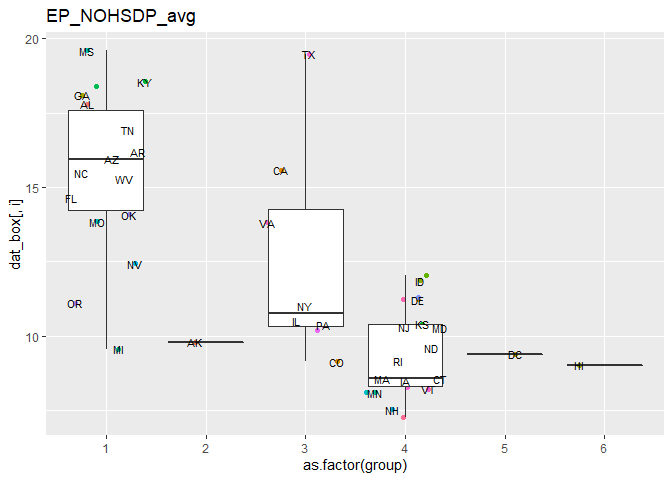 EP_NOHSDP_avg
20
15
10
dat_box[, i]
MS
KY
GA
AL
TN
AR
AZ
NC
WV
FL
OK
MO
NV
OR
MI
AK
TX
CA
VA
NY
IL
PA
CO
ID
DE
KS
NJ
MD
ND
RI
MA
IA
CT
VT
MN
NH
DC
HI
1 2 3 4 5 6
as.factor(group)